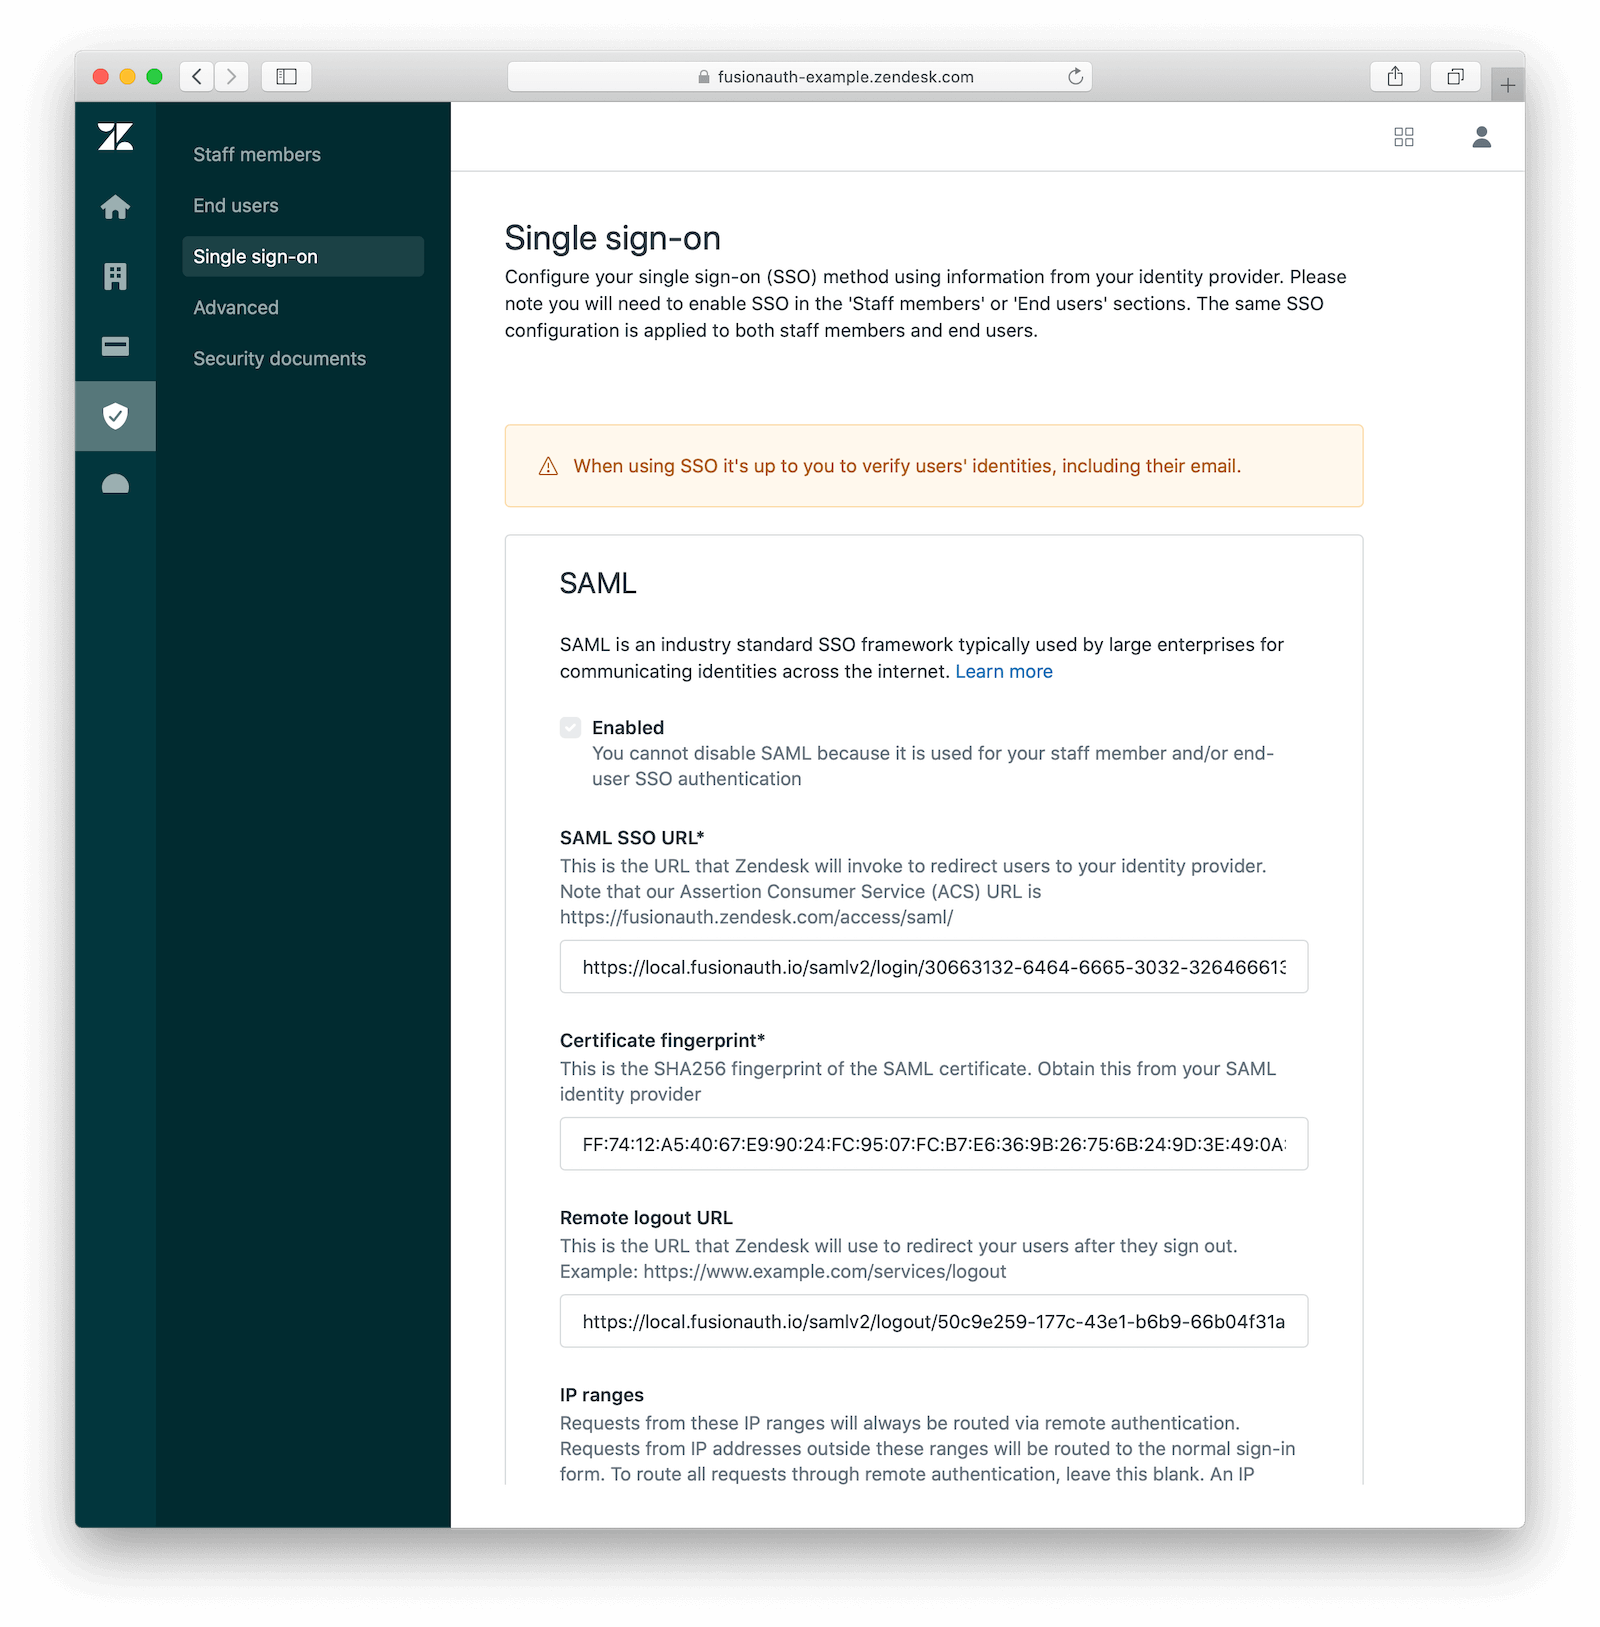 fusionauth-example.zendesk.com
Staff members
End users
Single sign-on
Advanced
Security documents
Single sign-on
Configure your single sign-on (SSO) method using information from your identity provider. Please
note you will need to enable SSO in the 'Staff members' or 'End users' sections. The same SSO
configuration is applied to both staff members and end users.
When using SSO it's up to you to verify users' identities, including their email.
SAML
SAML is an industry standard SSO framework typically used by large enterprises for
communicating identities across the internet. Learn more
Enabled
You cannot disable SAML because it is used for your staff member and/or end-
user SSO authentication
SAML SSO URL*
This is the URL that Zendesk will invoke to redirect users to your identity provider.
Note that our Assertion Consumer Service (ACS) URL is
https://fusionauth.zendesk.com/access/saml/
https://local.fusionauth.io/samlv2/login/30663132-6464-6665-3032-326466613
Certificate fingerprint*
This is the SHA256 fingerprint of the SAML certificate. Obtain this from your SAML
identity provider
FF:74:12:A5:40:67:E9:90:24:FC:95:07:FC:B7:E6:36:9B:26:75:6B:24:9D:3E:49:0A:
Remote logout URL
This is the URL that Zendesk will use to redirect your users after they sign out.
Example: https://www.example.com/services/logout
https://local.fusionauth.io/samlv2/logout/50c9e259-177c-43e1-b6b9-66b04f31a
IP ranges
Requests from these IP ranges will always be routed via remote authentication.
Requests from IP addresses outside these ranges will be routed to the normal sign-in
form. To route all requests through remote authentication, leave this blank. An IP